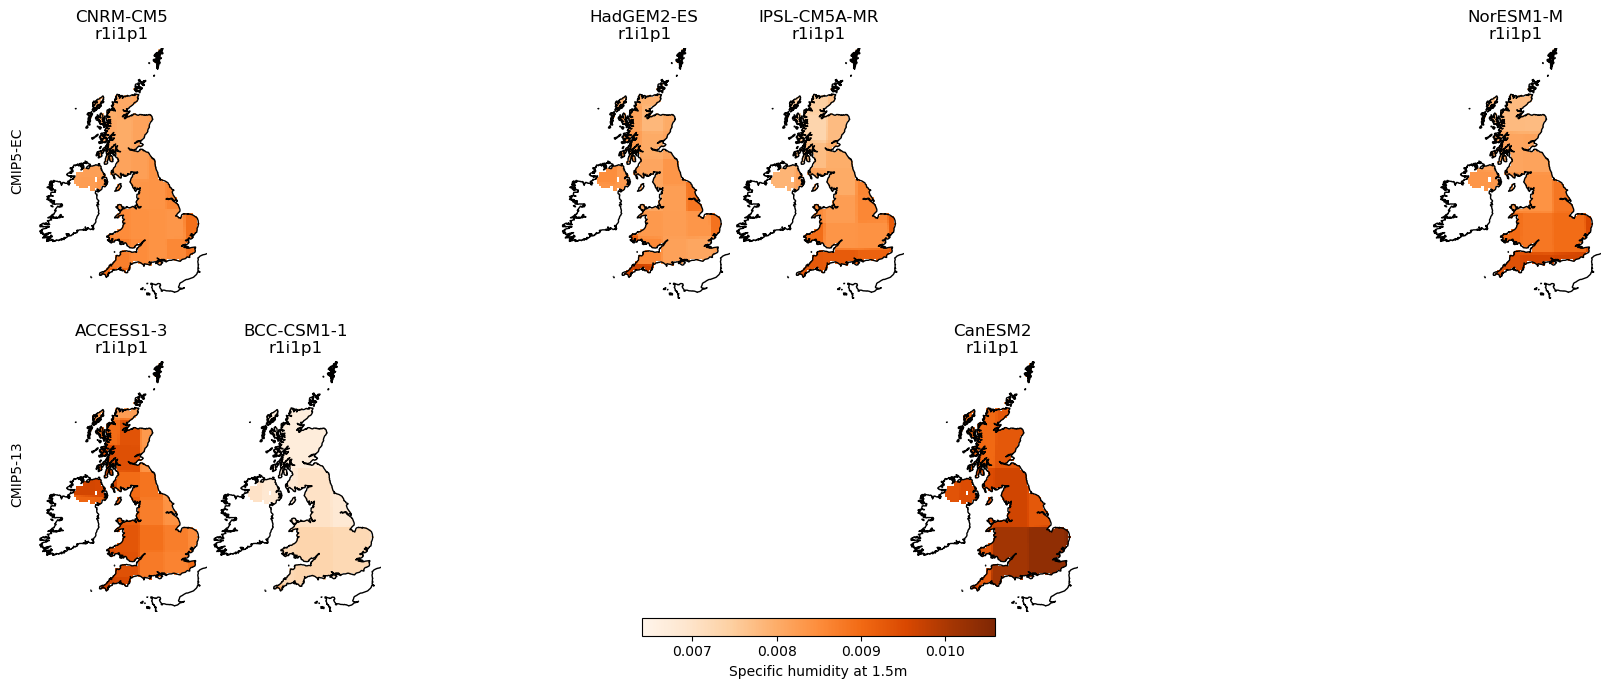 CNRM-CM5
r1i1p1
HadGEM2-ES
r1i1p1
IPSL-CM5A-MR
r1i1p1
NorESM1-M
r1i1p1
CMIP5-EC
ACCESS1-3
r1i1p1
BCC-CSM1-1
r1i1p1
CanESM2
r1i1p1
CMIP5-13
0.007 0.008 0.009 0.010
Specific humidity at 1.5m